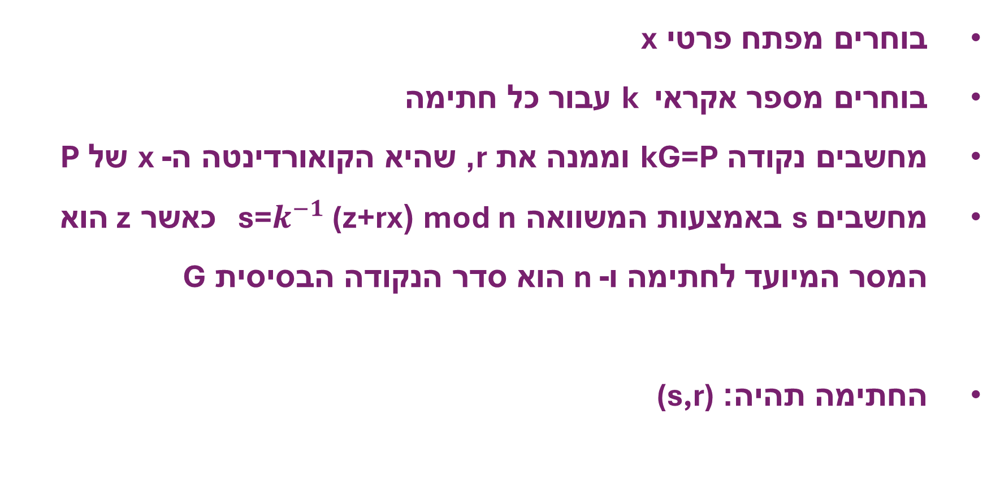 • בוחרים מפתח פרטי x
• בוחרים מספר אקראי k עבור כל חתימה
• מחשבים נקודה kG=P וממנה את r, שהיא הקואורדינטה ה- x של P
• מחשבים s באמצעות המשוואה s=k⁻¹ (z+rx) mod n כאשר z הוא
המסר המיועד לחתימה ו- n הוא סדר הנקודה הבסיסית G
• החתימה תהיה: (s,r)